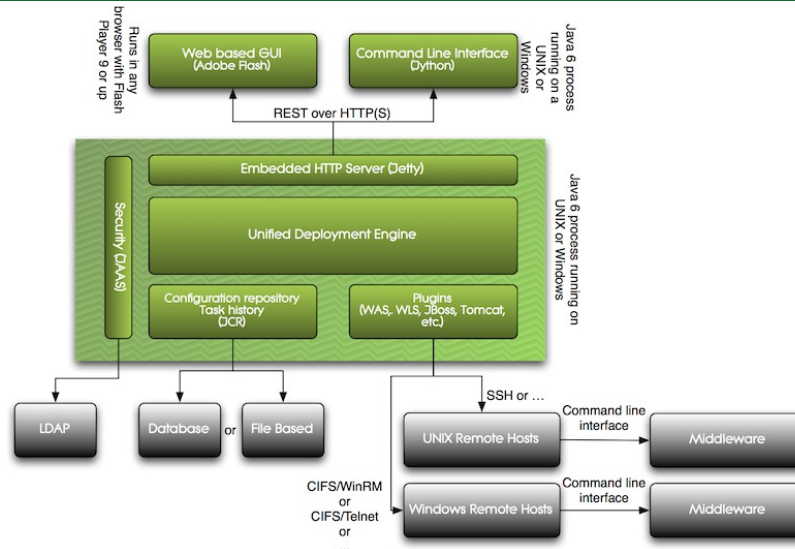 Runs in any
browser with Flash
Player 9 or up
Web based GUI
(Adobe Flash)
Command Line Interface
(Jython)
Java 6 process
running on a
UNIX or
Windows
REST over HTTP(S)
Embedded HTTP Server (Jetty)
Security (JAAS)
Unified Deployment Engine
Java 6 process running on
UNIX or Windows
Configuration repository
Task history
(JCR)
Plugins
(WAS,. WLS, JBoss, Tomcat,
etc.)
LDAP
Database
or
File Based
SSH or ...
UNIX Remote Hosts
Command line
interface
Middleware
CIFS/WinRM
or
CIFS/Telnet
or
...
Windows Remote Hosts
Command line
interface
Middleware